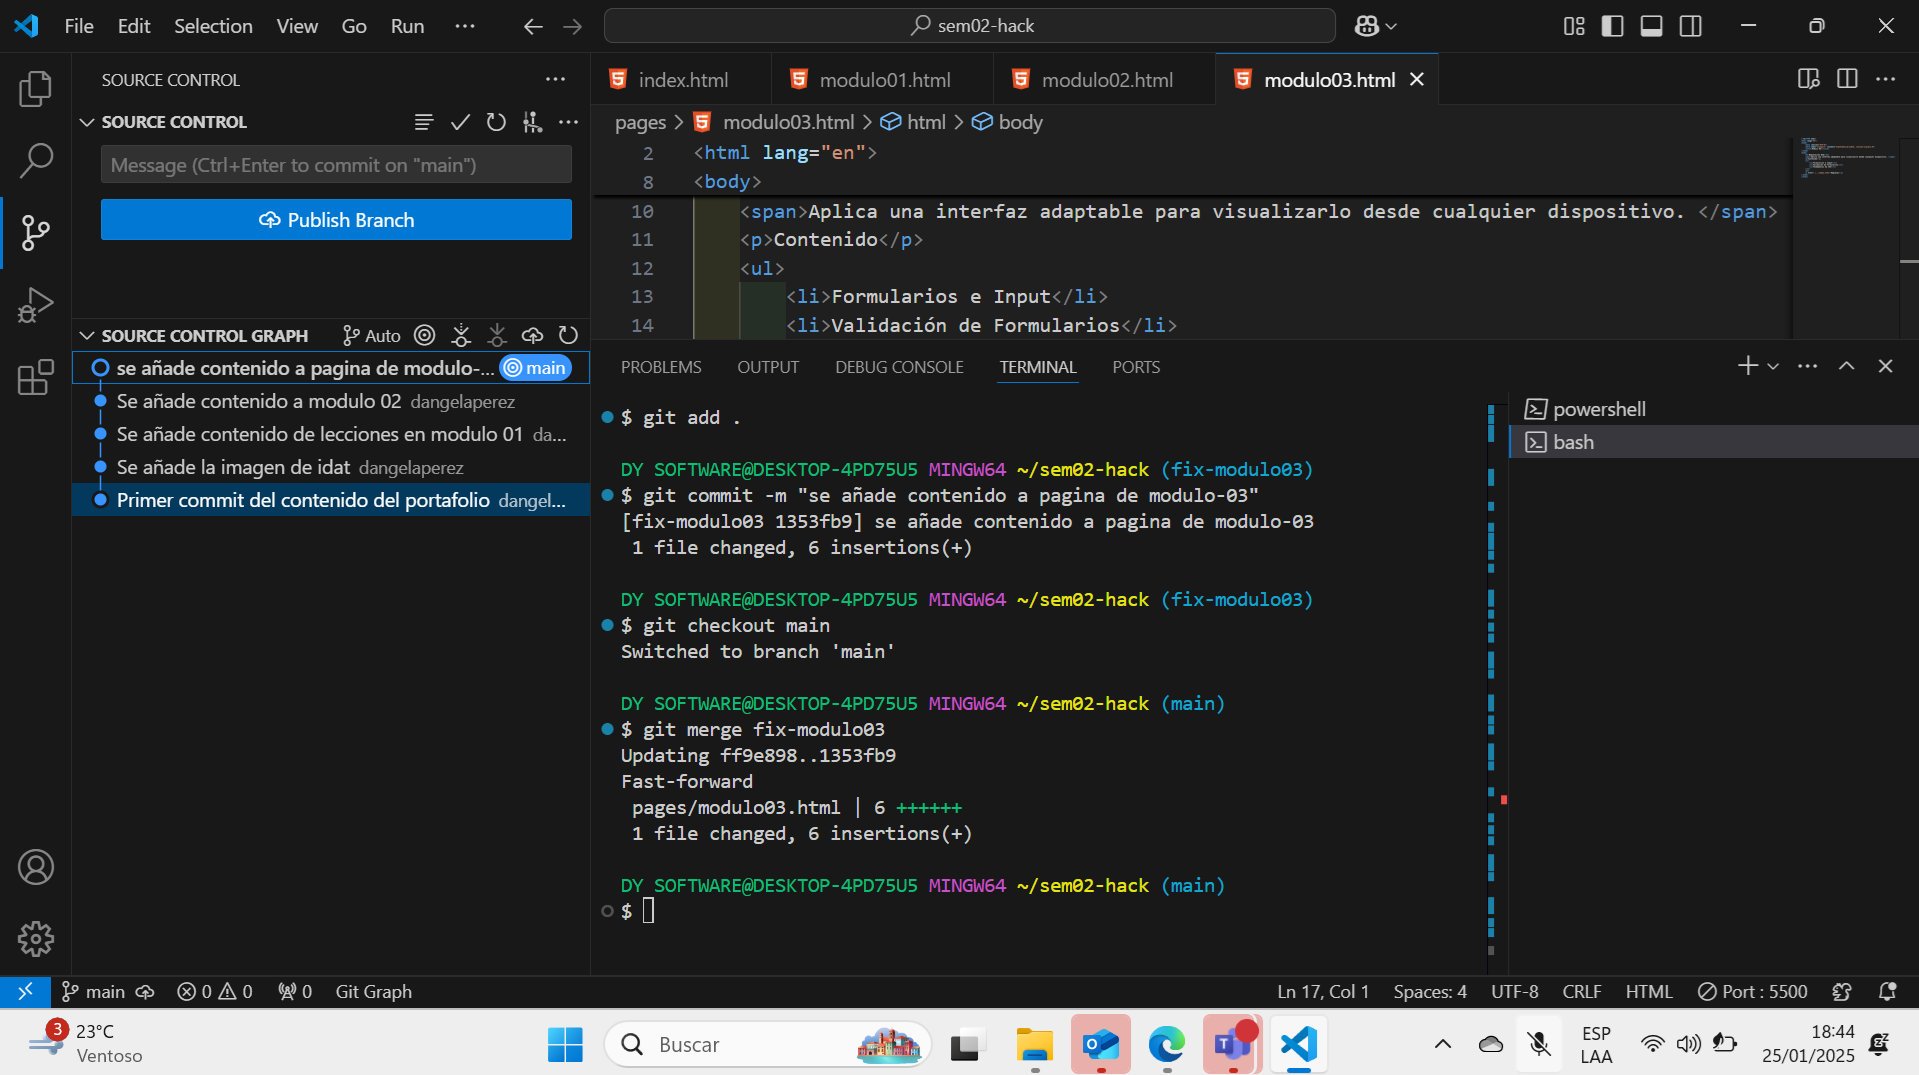 File Edit Selection View Go Run ···
sem02-hack
SOURCE CONTROL
SOURCE CONTROL
Message (Ctrl+Enter to commit on "main")
Publish Branch
SOURCE CONTROL GRAPH Auto
se añade contenido a pagina de modulo-... main
Se añade contenido a modulo 02 dangelaperez
Se añade contenido de lecciones en modulo 01 da...
Se añade la imagen de idat dangelaperez
Primer commit del contenido del portafolio dangel...
index.html modulo01.html modulo02.html modulo03.html
pages > modulo03.html > html > body
2 <html lang="en">
8 <body>
10 <span>Aplica una interfaz adaptable para visualizarlo desde cualquier dispositivo. </span>
11 <p>Contenido</p>
12 <ul>
13 <li>Formularios e Input</li>
14 <li>Validación de Formularios</li>
PROBLEMS OUTPUT DEBUG CONSOLE TERMINAL PORTS
powershell
bash
$ git add .
DY SOFTWARE@DESKTOP-4PD75U5 MINGW64 ~/sem02-hack (fix-modulo03)
$ git commit -m "se añade contenido a pagina de modulo-03"
[fix-modulo03 1353fb9] se añade contenido a pagina de modulo-03
1 file changed, 6 insertions(+)
DY SOFTWARE@DESKTOP-4PD75U5 MINGW64 ~/sem02-hack (fix-modulo03)
$ git checkout main
Switched to branch 'main'
DY SOFTWARE@DESKTOP-4PD75U5 MINGW64 ~/sem02-hack (main)
$ git merge fix-modulo03
Updating ff9e898..1353fb9
Fast-forward
pages/modulo03.html | 6 ++++++
1 file changed, 6 insertions(+)
DY SOFTWARE@DESKTOP-4PD75U5 MINGW64 ~/sem02-hack (main)
$
main 0 0 0 Git Graph Ln 17, Col 1 Spaces: 4 UTF-8 CRLF HTML Port : 5500
3 23°C
Ventoso
Buscar
ESP
LAA
18:44
25/01/2025